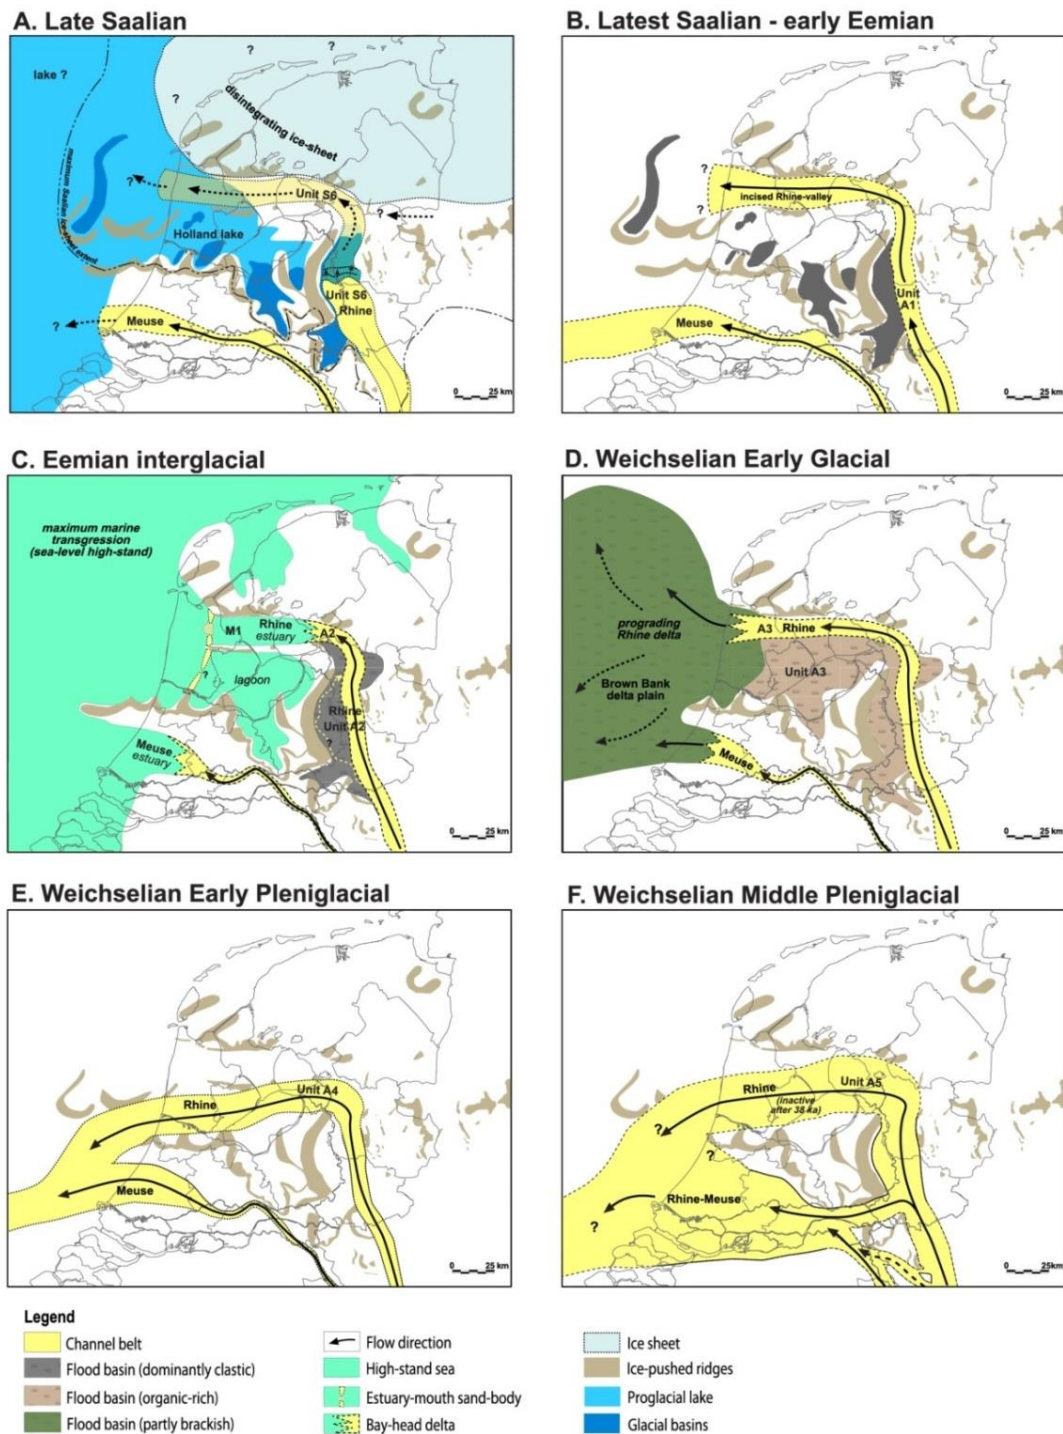 A. Late Saalian
lake ?
?
?
?
?
disintegrating ice-sheet
maximum Saalian ice-sheet extent
?
Unit S6
?
Holland lake
Unit S6
Rhine
Meuse
?
0 25 km
B. Latest Saalian - early Eemian
?
incised Rhine-valley
?
Unit
A1
Meuse
0 25 km
C. Eemian interglacial
maximum marine
transgression
(sea-level high-stand)
M1
Rhine
estuary
A2
?
lagoon
Rhine
Unit A2
?
Meuse
estuary
0 25 km
D. Weichselian Early Glacial
prograding
Rhine delta
A3 Rhine
Unit A3
Brown Bank
delta plain
Meuse
0 25 km
E. Weichselian Early Pleniglacial
Unit A4
Rhine
Meuse
0 25 km
F. Weichselian Middle Pleniglacial
Rhine
Unit A5
(inactive
after 38 ka)
?
?
Rhine-Meuse
?
0 25km
Legend
Channel belt
Flood basin (dominantly clastic)
Flood basin (organic-rich)
Flood basin (partly brackish)
Flow direction
High-stand sea
Estuary-mouth sand-body
Bay-head delta
Ice sheet
Ice-pushed ridges
Proglacial lake
Glacial basins